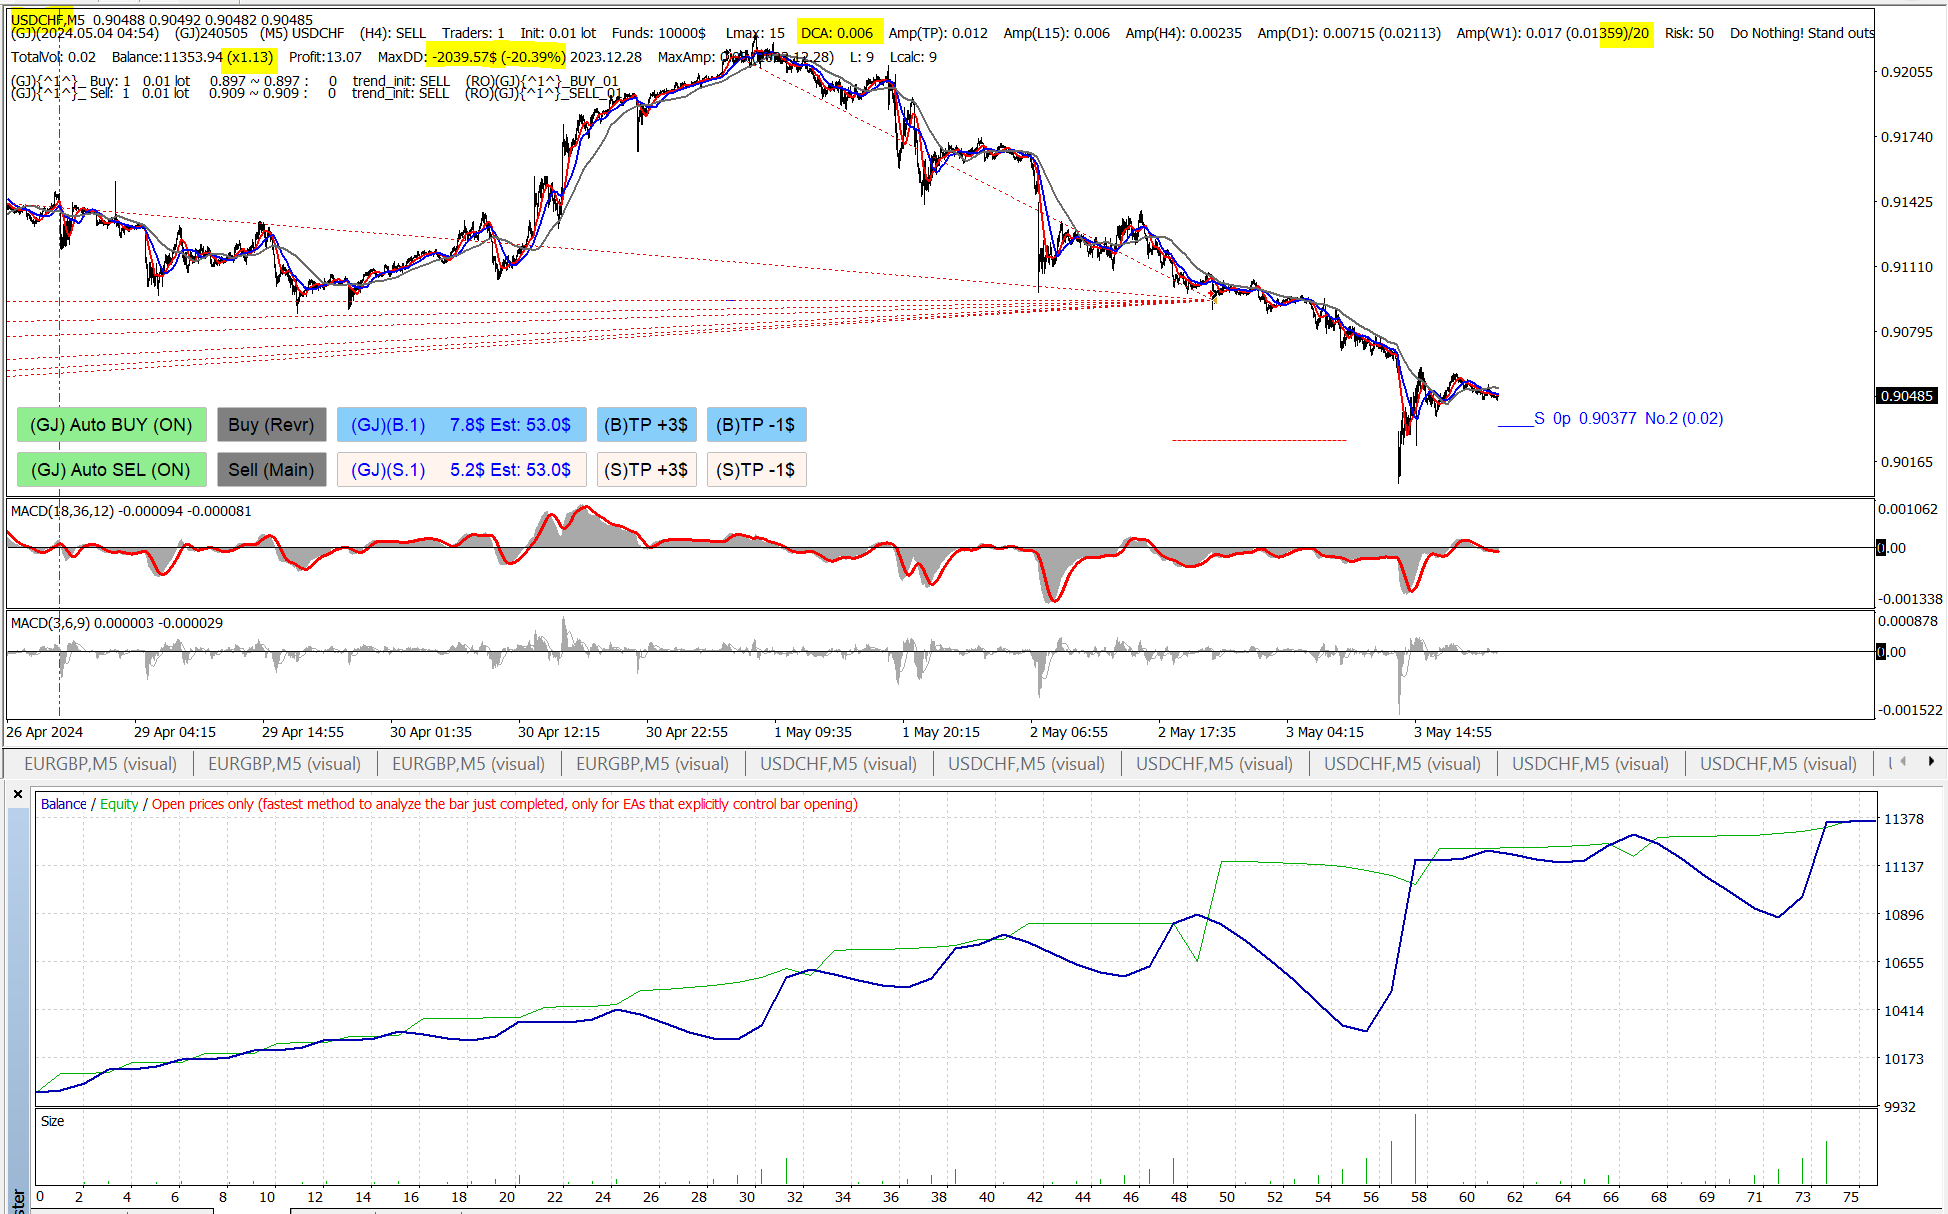 USDCHF,M5 0.90488 0.90492 0.90482 0.90485
(GJ)(2024.05.04 04:54) (GJ)240505 (M5) USDCHF (H4): SELL Traders: 1 Init: 0.01 lot Funds: 10000$ Lmax: 15 DCA: 0.006 Amp(TP): 0.012 Amp(L15): 0.006 Amp(H4): 0.00235 Amp(D1): 0.00715 (0.02113) Amp(W1): 0.017 (0.01359)/20 Risk: 50 Do Nothing! Stand outs
TotalVol: 0.02 Balance:11353.94 (x1.13) Profit:13.07 MaxDD: -2039.57$ (-20.39%) 2023.12.28 MaxAmp: 12.28) L: 9 Lcalc: 9
(GJ){^1^}_ Buy: 1 0.01 lot 0.897 ~ 0.897 : 0 trend_init: SELL (RO)(GJ){^1^}_BUY_01
(GJ){^1^}_ Sell: 1 0.01 lot 0.909 ~ 0.909 : 0 trend_init: SELL (RO)(GJ){^1^}_SELL_01
0.92055
0.91740
0.91425
0.91110
0.90795
0.90485
0.90165
S 0p 0.90377 No.2 (0.02)
(GJ) Auto BUY (ON) Buy (Revr) (GJ)(B.1) 7.8$ Est: 53.0$ (B)TP +3$ (B)TP -1$
(GJ) Auto SEL (ON) Sell (Main) (GJ)(S.1) 5.2$ Est: 53.0$ (S)TP +3$ (S)TP -1$
MACD(18,36,12) -0.000094 -0.000081
0.001062
0.00
-0.001338
MACD(3,6,9) 0.000003 -0.000029
0.000878
0.00
-0.001522
26 Apr 2024 29 Apr 04:15 29 Apr 14:55 30 Apr 01:35 30 Apr 12:15 30 Apr 22:55 1 May 09:35 1 May 20:15 2 May 06:55 2 May 17:35 3 May 04:15 3 May 14:55
EURGBP,M5 (visual) EURGBP,M5 (visual) EURGBP,M5 (visual) EURGBP,M5 (visual) USDCHF,M5 (visual) USDCHF,M5 (visual) USDCHF,M5 (visual) USDCHF,M5 (visual) USDCHF,M5 (visual) USDCHF,M5 (visual)
Balance / Equity / Open prices only (fastest method to analyze the bar just completed, only for EAs that explicitly control bar opening)
11378
11137
10896
10655
10414
10173
9932
Size
0 2 4 6 8 10 12 14 16 18 20 22 24 26 28 30 32 34 36 38 40 42 44 46 48 50 52 54 56 58 60 62 64 66 68 69 71 73 75
ster